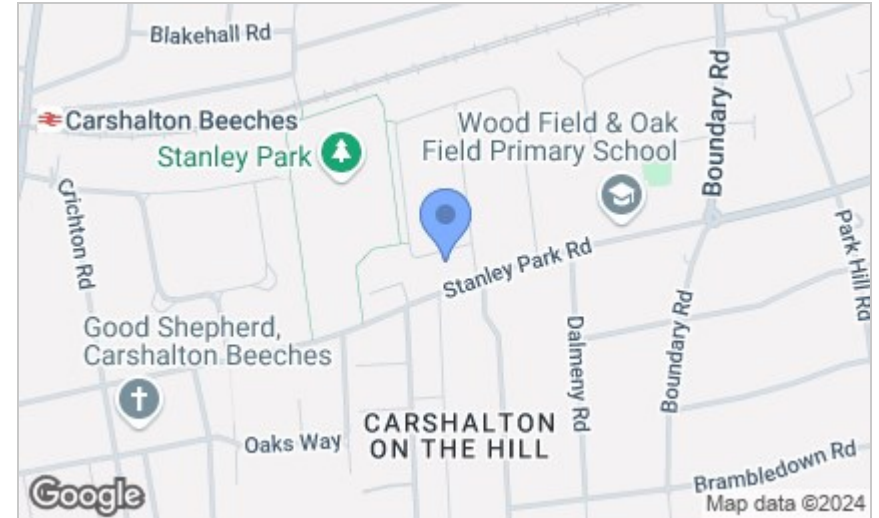 Blakehall Rd
Carshalton Beeches
Stanley Park
Wood Field & Oak
Field Primary School
Boundary Rd
Crichton Rd
Stanley Park Rd
Park Hill Rd
Good Shepherd,
Carshalton Beeches
Dalmeny Rd
Boundary Rd
CARSHALTON
ON THE HILL
Oaks Way
Brambledown Rd
Google
Map data ©2024